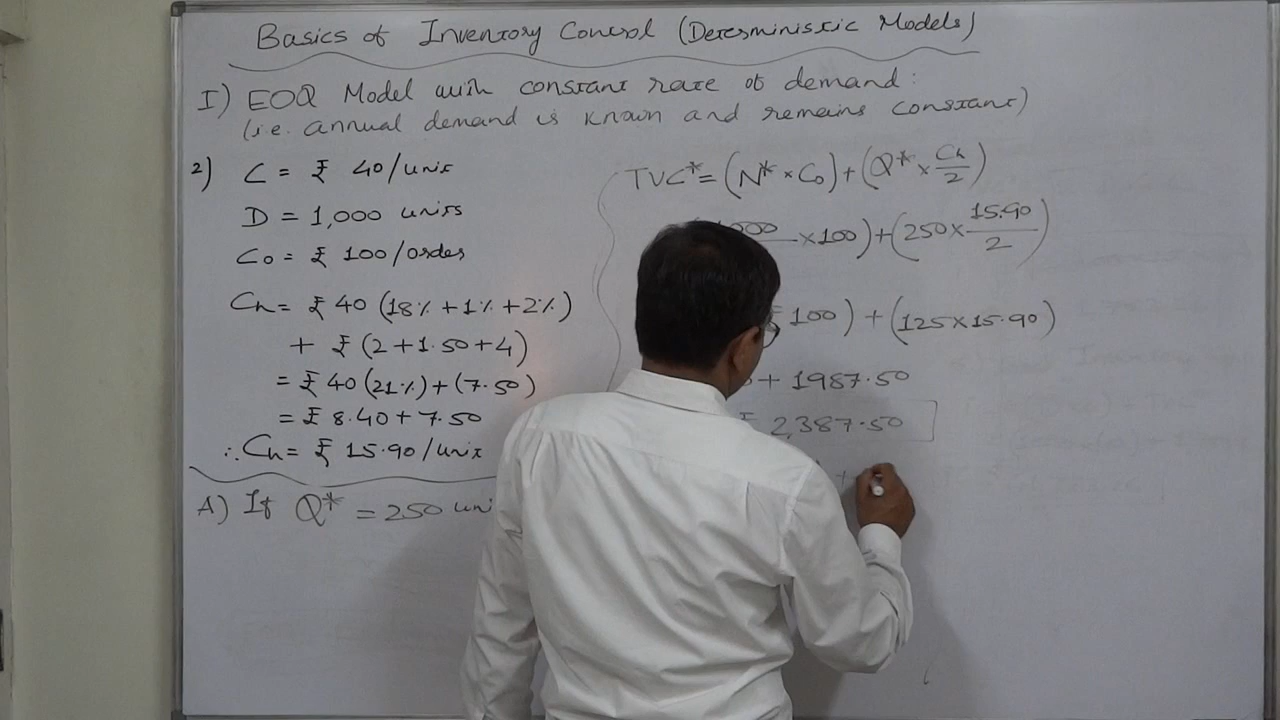 Basics of Inventory Control (Deterministic Models)
I) EOQ Model with constant rate of demand:
(i.e. annual demand is known and remains constant)
2) C = ₹ 40/unit
D = 1,000 units
Co = ₹ 100/order
Ch = ₹ 40 (18% + 1% + 2%)
+ ₹ (2 + 1.50 + 4)
= ₹ 40 (21%) + (7.50)
= ₹ 8.40 + 7.50
∴ Ch = ₹ 15.90/unit
A) If Q* = 250 uni
TVC* = (N* × Co) + (Q* × Ch/2)
000 × 100) + (250 × 15.90/2)
100) + (125 × 15.90)
+ 1987.50
₹ 2,387.50
+